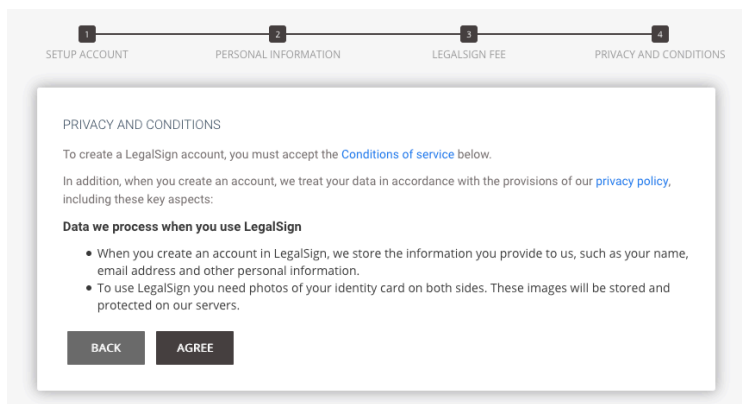 1 2 3 4
SETUP ACCOUNT PERSONAL INFORMATION LEGALSIGN FEE PRIVACY AND CONDITIONS
PRIVACY AND CONDITIONS
To create a LegalSign account, you must accept the Conditions of service below.
In addition, when you create an account, we treat your data in accordance with the provisions of our privacy policy,
including these key aspects:
Data we process when you use LegalSign
● When you create an account in LegalSign, we store the information you provide to us, such as your name,
email address and other personal information.
● To use LegalSign you need photos of your identity card on both sides. These images will be stored and
protected on our servers.
BACK AGREE